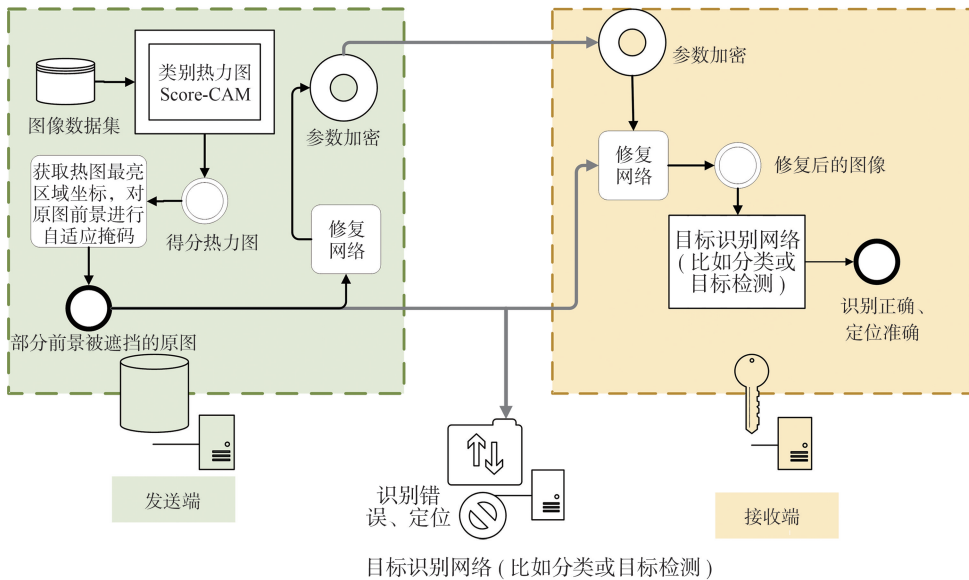 类别热力图
Score-CAM
图像数据集
参数加密
获取热图最亮
区域坐标，对
原图前景进行
自适应掩码
得分热力图
修复
网络
部分前景被遮挡的原图
发送端
参数加密
修复
网络
修复后的图像
目标识别网络
(比如分类或
目标检测)
识别正确、
定位准确
接收端
识别错
误、定位
目标识别网络(比如分类或目标检测)